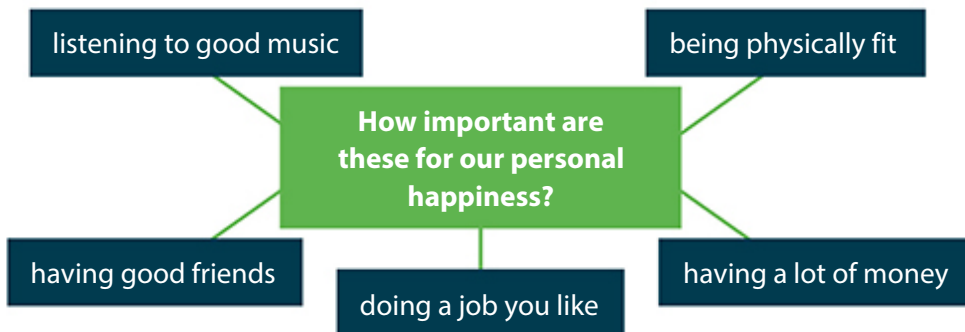 listening to good music
being physically fit
How important are
these for our personal
happiness?
having good friends
doing a job you like
having a lot of money